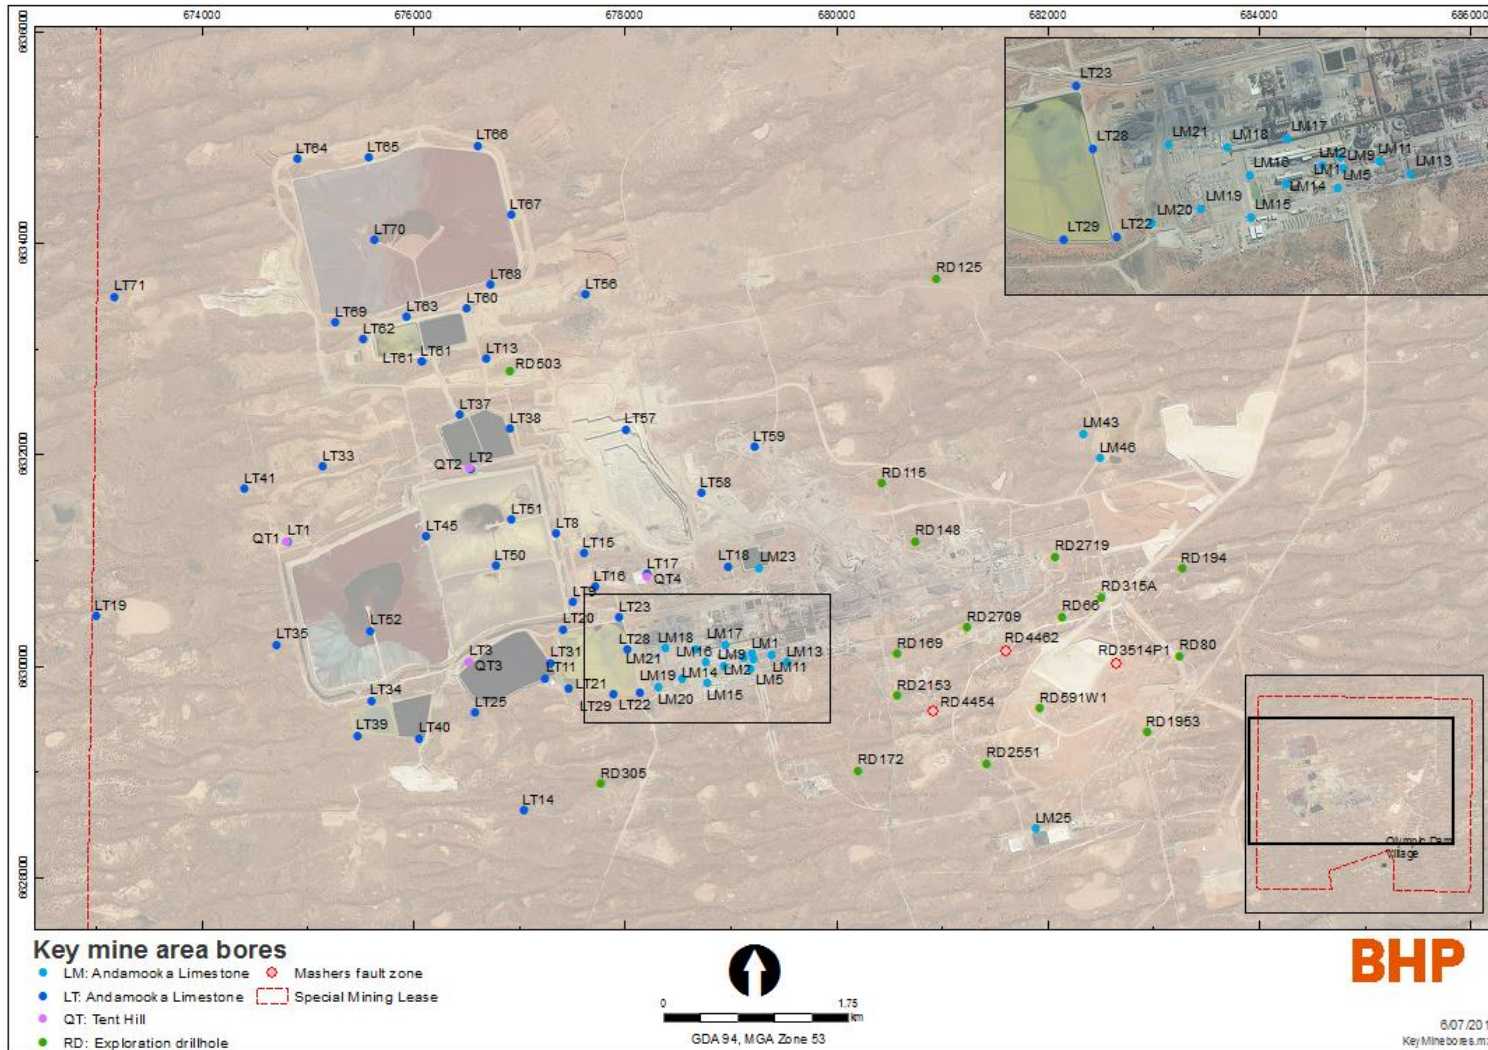 674000
676000
678000
680000
682000
684000
686000
6636000
6634000
6632000
6630000
6628000
LT64
LT65
LT66
LT67
LT70
LT71
LT68
LT69
LT63
LT60
LT56
LT62
LT61
LT61
LT13
RD503
RD125
LT37
LT38
LT57
LT59
LM43
LM46
LT33
LT41
QT2
LT2
LT58
RD115
LT51
LT8
LT45
QT1
LT1
LT15
LT50
RD148
RD2719
RD194
LT16
LT17
QT4
LT18
LM23
LT9
RD315A
LT19
LT23
RD66
LT20
RD2709
LT52
LT35
LT28
LM18
LM17
LM1
RD169
RD4462
RD3514P1
RD80
LT3
QT3
LT31
LT11
LM21
LM16
LM9
LM13
LM2
LM11
LM19
LM14
LM5
LT21
LM20
LM15
LT29
LT22
LT34
LT25
RD2153
RD4454
RD591W1
LT39
LT40
RD1953
RD172
RD2551
RD305
LT14
LM25
LT23
LT28
LM21
LM18
LM17
LM2
LM9
LM11
LM16
LM1
LM5
LM13
LM14
LM19
LM15
LM20
LT29
LT22
Olympic Dam
Village
Key mine area bores
LM: Andamooka Limestone
Mashers fault zone
LT: Andamooka Limestone
Special Mining Lease
QT: Tent Hill
RD: Exploration drillhole
0
1.75
km
GDA 94, MGA Zone 53
BHP
6/07/201
KeyMinebores.m